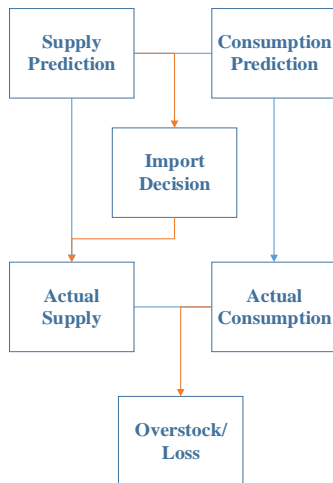 Supply
Prediction
Consumption
Prediction
Import
Decision
Actual
Supply
Actual
Consumption
Overstock/
Loss